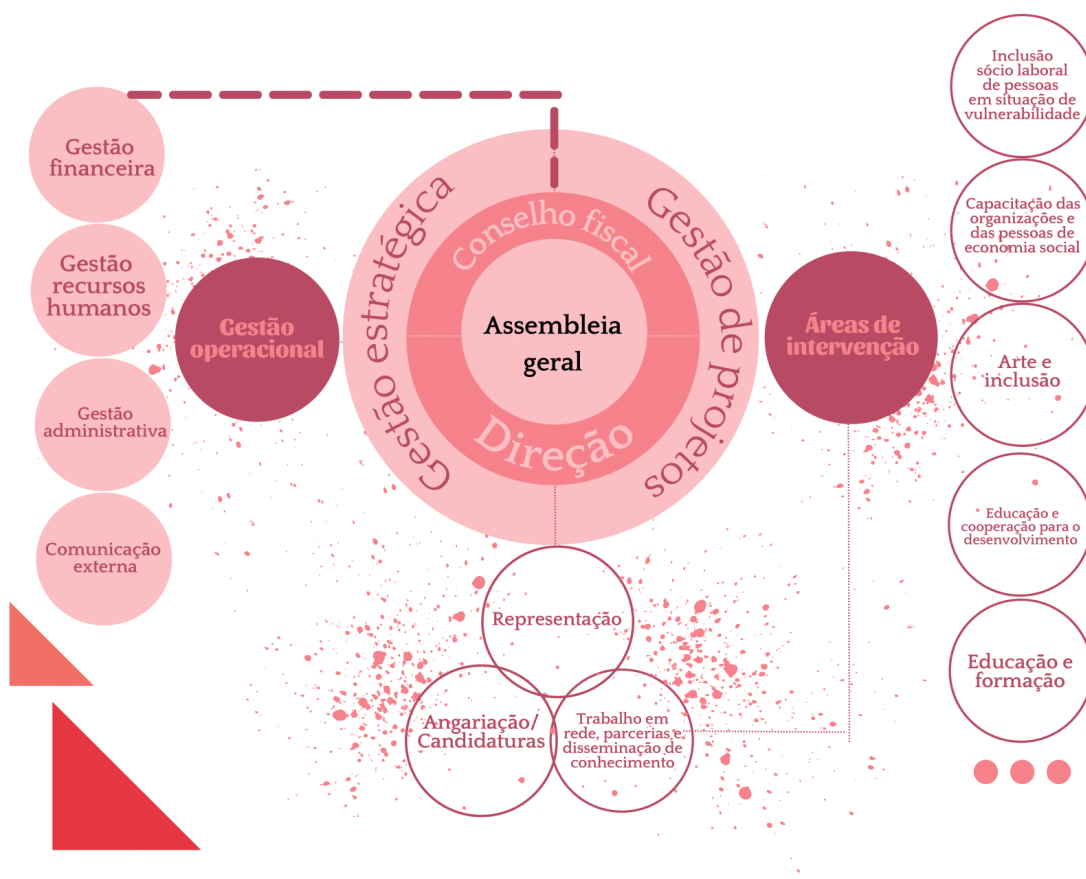 Gestão
financeira
Gestão
recursos
humanos
Gestão
administrativa
Comunicação
externa
Gestão
operacional
Gestão estratégica
Gestão de projetos
Conselho fiscal
Assembleia
geral
Direção
Representação
Angariação/
Candidaturas
Trabalho em
rede, parcerias e
disseminação de
conhecimento
Áreas de
intervenção
Inclusão
sócio laboral
de pessoas
em situação de
vulnerabilidade
Capacitação das
organizações e
das pessoas de
economia social
Arte e
inclusão
Educação e
cooperação para o
desenvolvimento
Educação e
formação